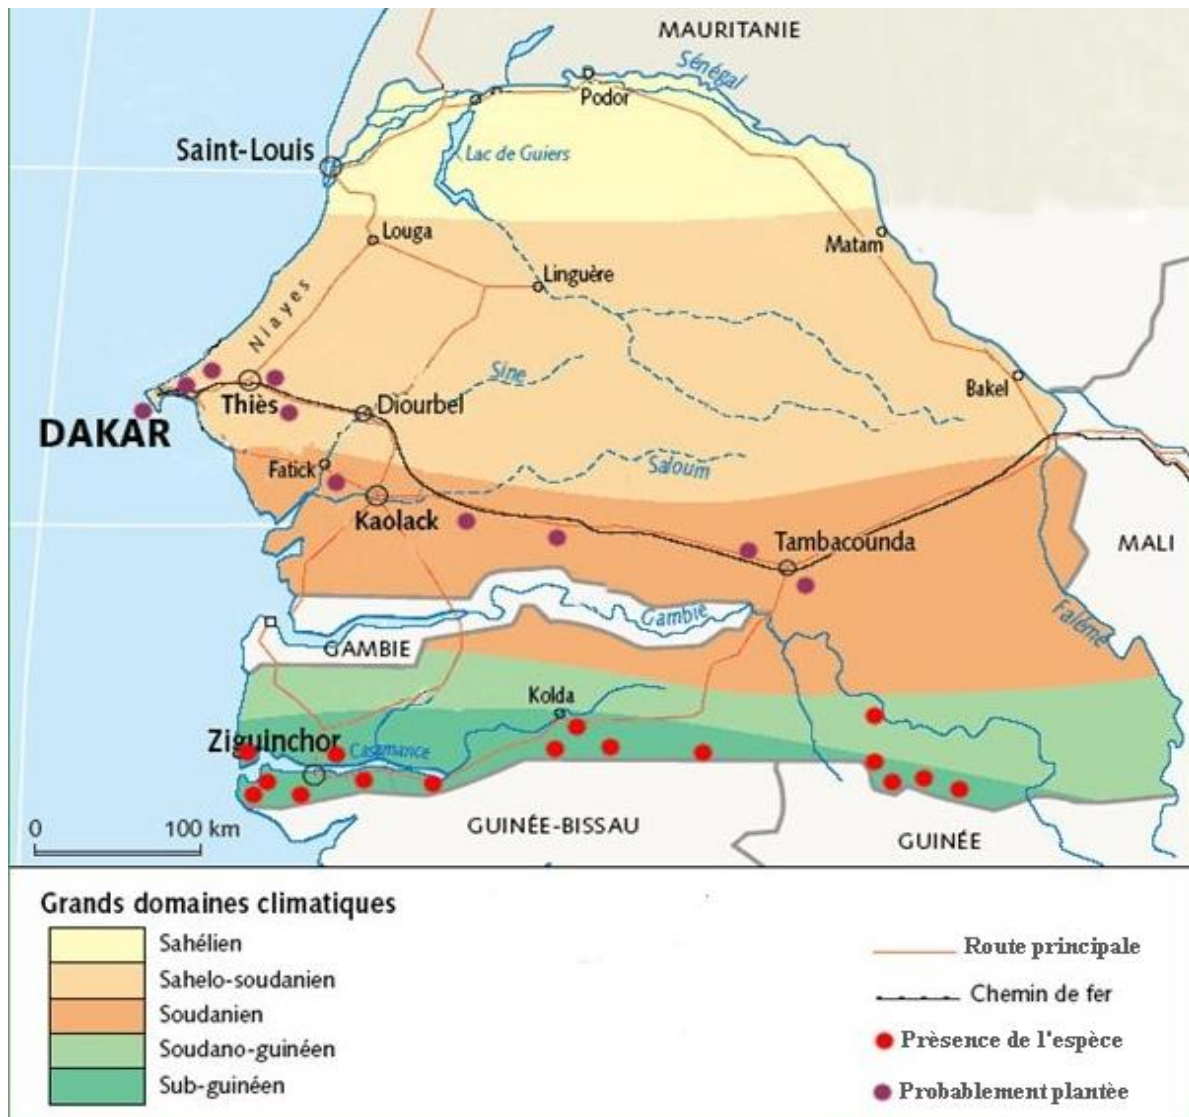 MAURITANIE
Sénégal
Podor
Saint-Louis
Lac de Guiers
Louga
Matam
Linguère
Niayes
Sine
Bakel
Thiès
Diourbel
DAKAR
Fatick
Saloum
Kaolack
Tambacounda
MALI
Gambie
Falémé
GAMBIE
Kolda
Ziguinchor
Casamance
0 100 km
GUINÉE-BISSAU
GUINÉE
Grands domaines climatiques
Sahélien
Sahelo-soudanien
Soudanien
Soudano-guinéen
Sub-guinéen
Route principale
Chemin de fer
Prèsence de l'espèce
Probablement plantèe